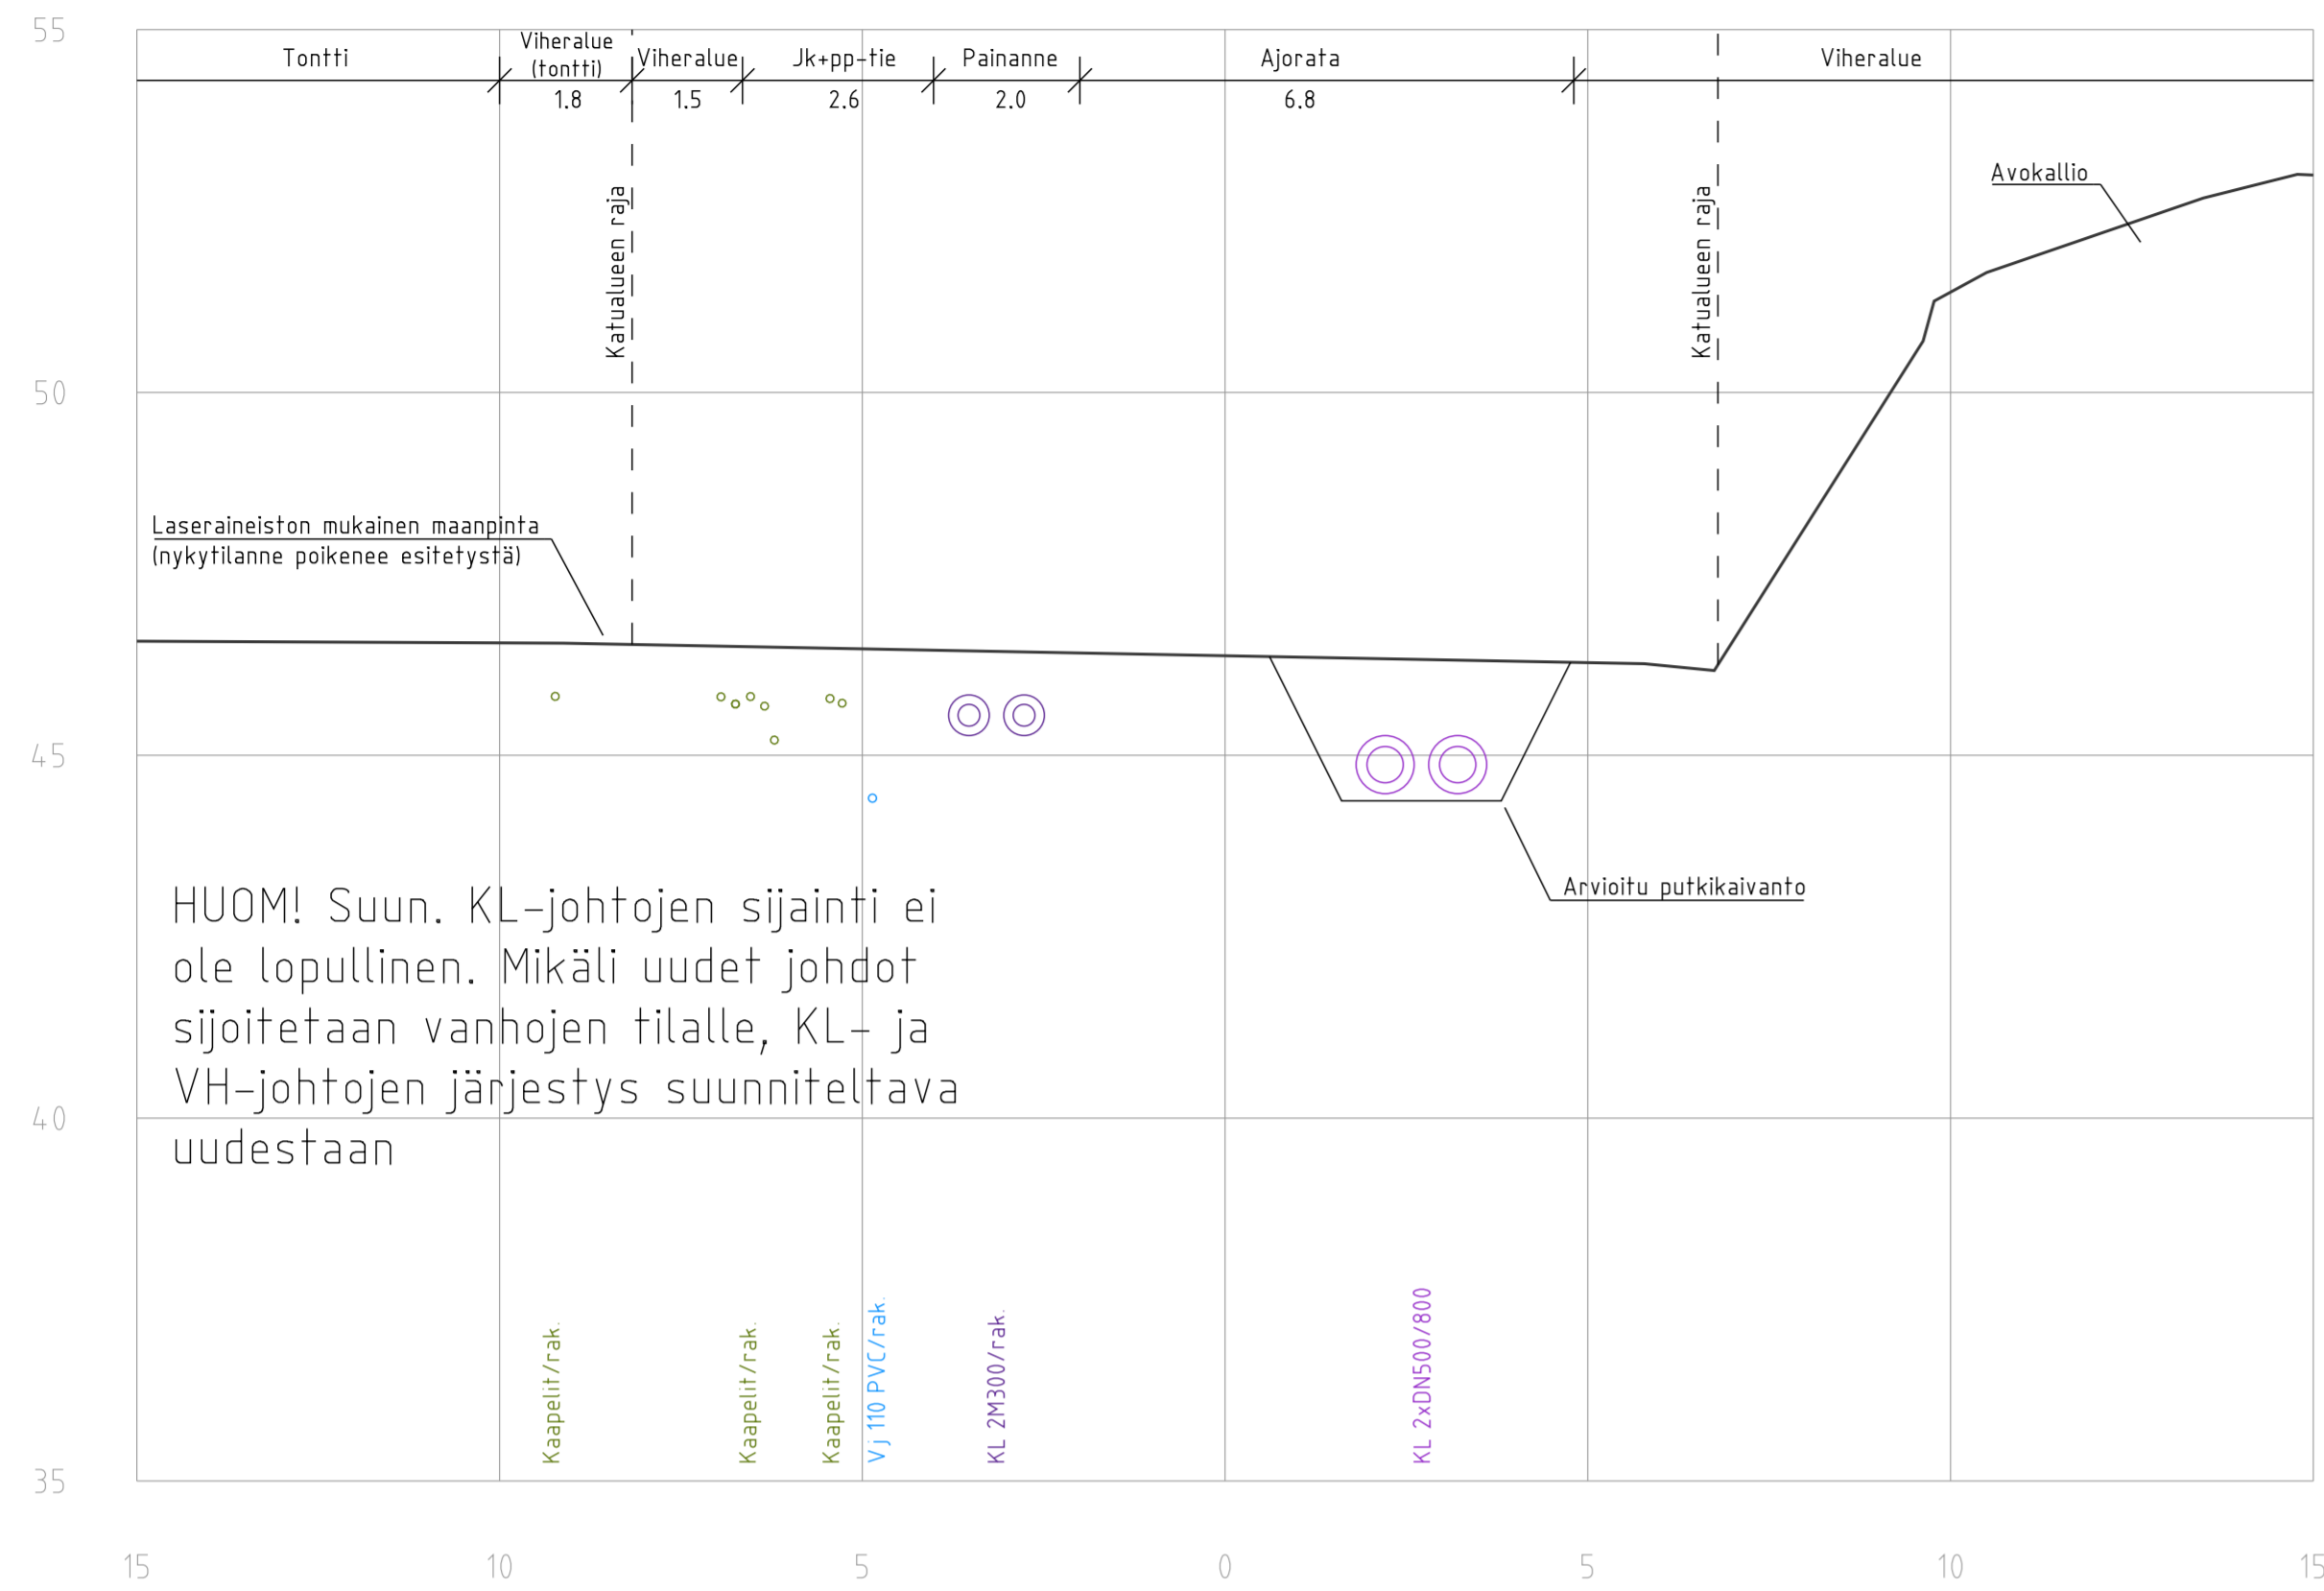 55
Tontti
Viheralue
(tontti)
Viheralue
Jk+pp-tie
Painanne
Ajorata
Viheralue
1.8
1.5
2.6
2.0
6.8
Avokallio
Katualueen raja
Katualueen raja
50
Laseraineiston mukainen maanpinta
(nykytilanne poikenee esitetystä)
45
Arvioitu putkikaivanto
HUOM! Suun. KL-johtojen sijainti ei
ole lopullinen. Mikäli uudet johdot
sijoitetaan vanhojen tilalle, KL- ja
VH-johtojen järjestys suunniteltava
uudestaan
40
Kaapelit/rak.
Kaapelit/rak.
Kaapelit/rak.
Vj 110 PVC/rak.
KL 2M300/rak.
KL 2xDN500/800
35
15
10
5
0
5
10
15